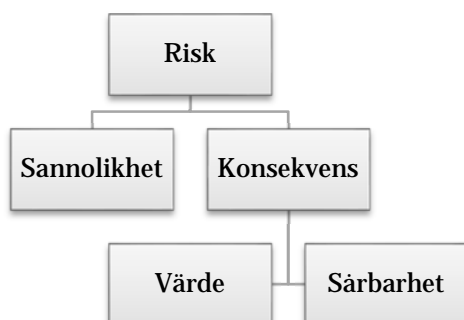 Risk
Sannolikhet
Konsekvens
Värde
Sårbarhet